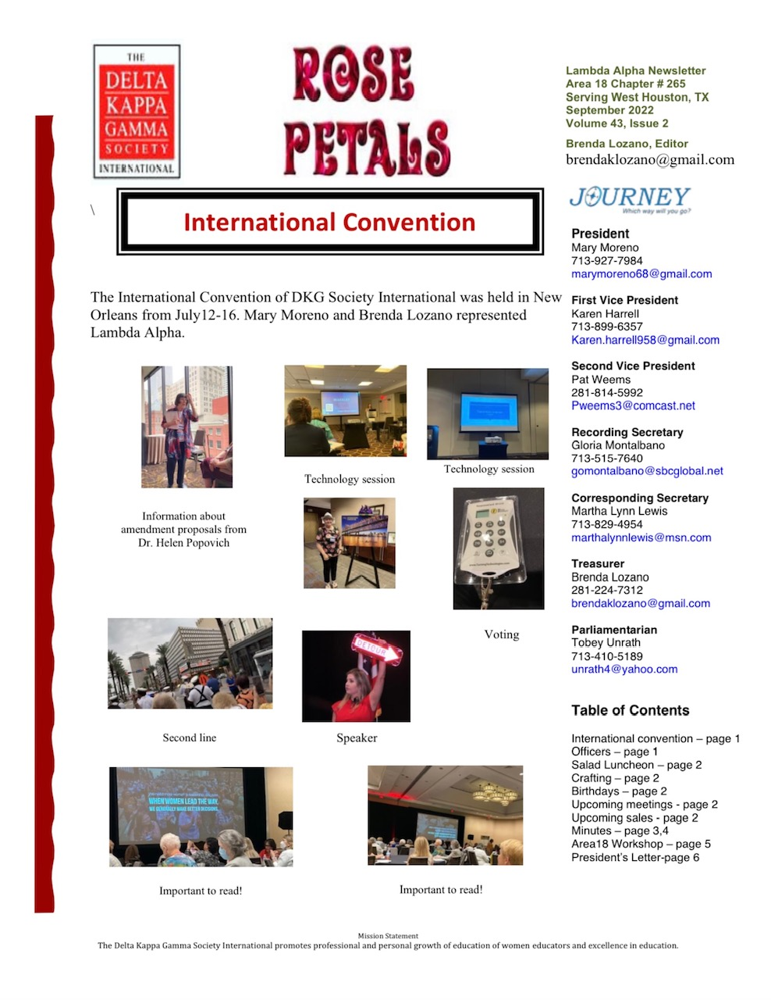 THE
DELTA
KAPPA
GAMMA
SOCIETY
INTERNATIONAL
ROSE
PETALS
Lambda Alpha Newsletter
Area 18 Chapter # 265
Serving West Houston, TX
September 2022
Volume 43, Issue 2
Brenda Lozano, Editor
brendaklozano@gmail.com
\
International Convention
The International Convention of DKG Society International was held in New
Orleans from July12-16. Mary Moreno and Brenda Lozano represented
Lambda Alpha.
Technology session
Technology session
Information about
amendment proposals from
Dr. Helen Popovich
Voting
DETOUR
Second line
Speaker
WHEN WOMEN LEAD THE WAY,
WE GENERALLY MAKE BETTER DECISIONS.
Important to read!
Important to read!
JOURNEY
Which way will you go?
President
Mary Moreno
713-927-7984
marymoreno68@gmail.com
First Vice President
Karen Harrell
713-899-6357
Karen.harrell958@gmail.com
Second Vice President
Pat Weems
281-814-5992
Pweems3@comcast.net
Recording Secretary
Gloria Montalbano
713-515-7640
gomontalbano@sbcglobal.net
Corresponding Secretary
Martha Lynn Lewis
713-829-4954
marthalynnlewis@msn.com
Treasurer
Brenda Lozano
281-224-7312
brendaklozano@gmail.com
Parliamentarian
Tobey Unrath
713-410-5189
unrath4@yahoo.com
Table of Contents
International convention – page 1
Officers – page 1
Salad Luncheon – page 2
Crafting – page 2
Birthdays – page 2
Upcoming meetings - page 2
Upcoming sales - page 2
Minutes – page 3,4
Area18 Workshop – page 5
President's Letter-page 6
Mission Statement
The Delta Kappa Gamma Society International promotes professional and personal growth of education of women educators and excellence in education.